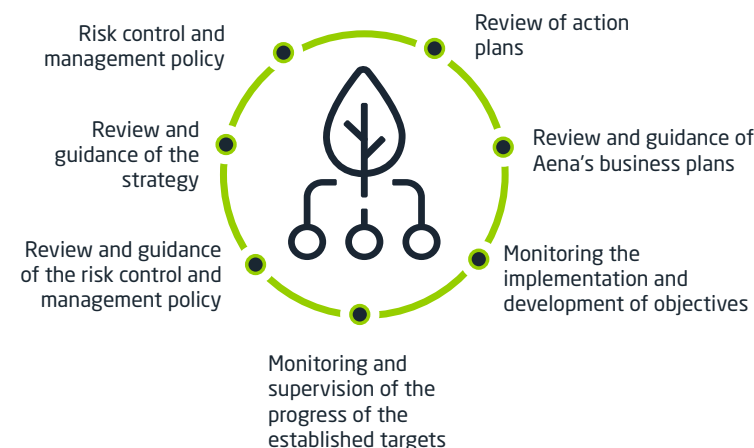 Risk control and
management policy
Review of action
plans
Review and
guidance of the
strategy
Review and guidance of
Aena's business plans
Review and guidance
of the risk control and
management policy
Monitoring the
implementation and
development of objectives
Monitoring and
supervision of the
progress of the
established targets